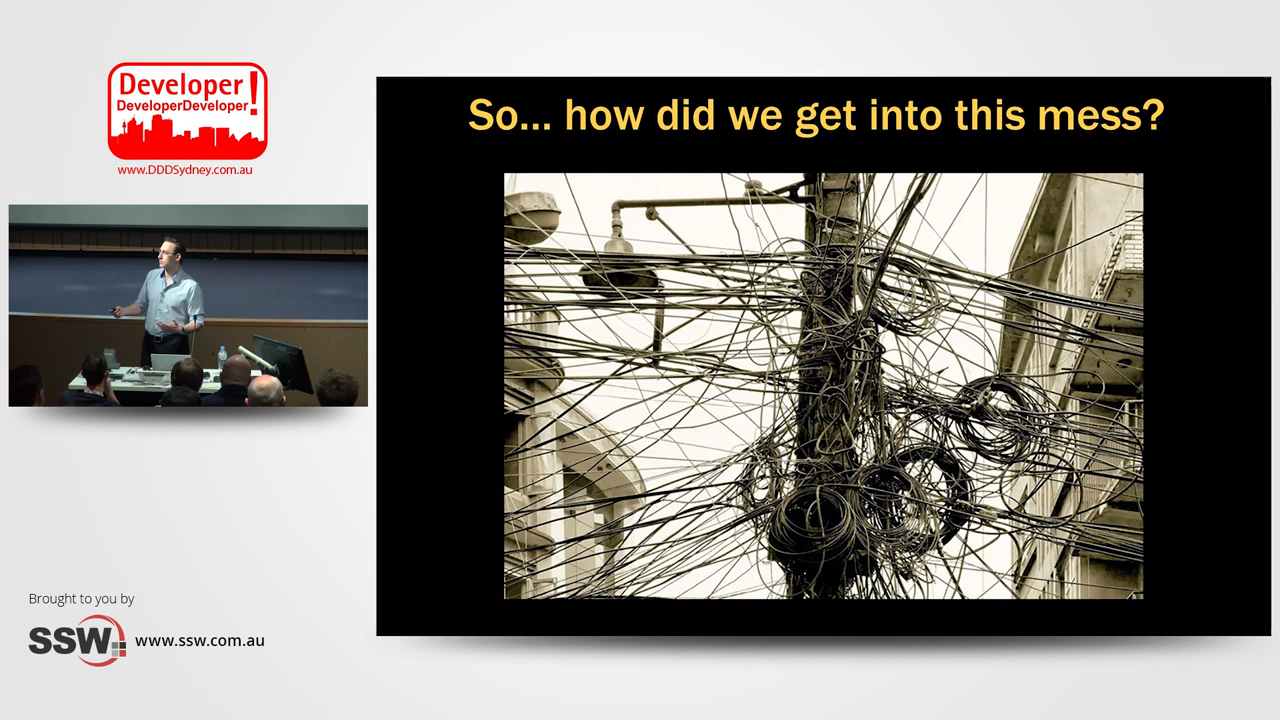 Developer!
DeveloperDeveloper
www.DDDSydney.com.au
So... how did we get into this mess?
Brought to you by
SSW
www.ssw.com.au